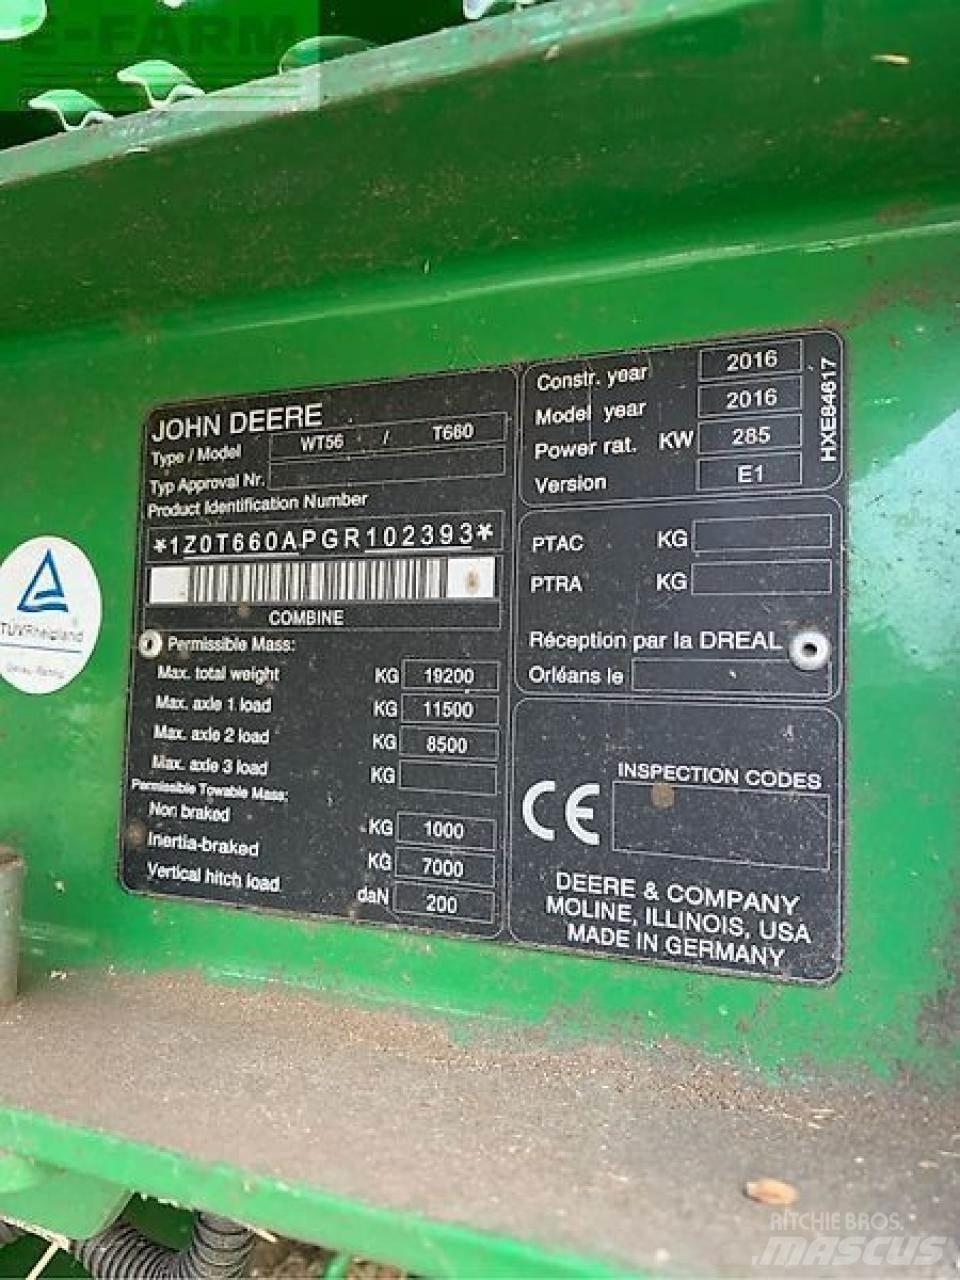 E-FARM
JOHN DEERE
Type / Model WT56 / T660
Typ Approval Nr.
Product Identification Number
*1Z0T660APGR102393*
COMBINE
Permissible Mass:
Max. total weight KG 19200
Max. axle 1 load KG 11500
Max. axle 2 load KG 8500
Max. axle 3 load KG
Permissible Towable Mass:
Non braked KG 1000
Inertia-braked KG 7000
Vertical hitch load daN 200
Constr. year 2016
Model year 2016
Power rat. KW 285
Version E1
HXE84617
PTAC KG
PTRA KG
Réception par la DREAL
Orléans le
CE
INSPECTION CODES
DEERE & COMPANY
MOLINE, ILLINOIS, USA
MADE IN GERMANY
TÜVRheinland
RITCHIE BROS.
MASCUS